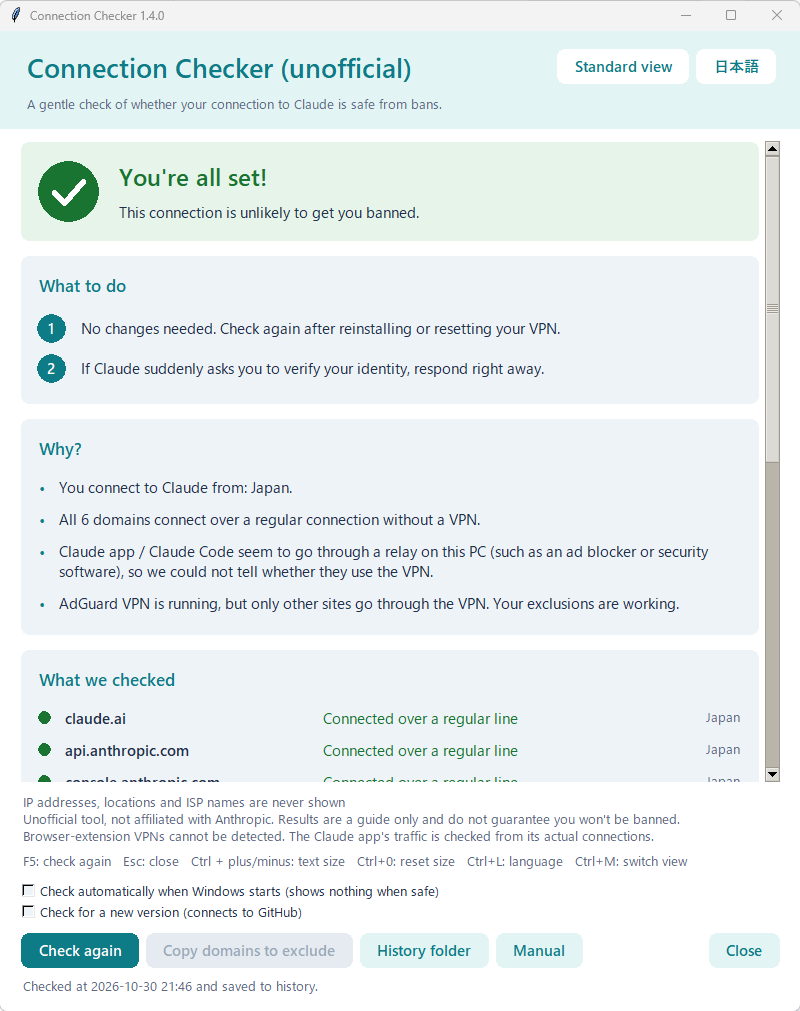 Connection Checker 1.4.0
Connection Checker (unofficial)
Standard view
日本語
A gentle check of whether your connection to Claude is safe from bans.
You're all set!
This connection is unlikely to get you banned.
What to do
1 No changes needed. Check again after reinstalling or resetting your VPN.
2 If Claude suddenly asks you to verify your identity, respond right away.
Why?
• You connect to Claude from: Japan.
• All 6 domains connect over a regular connection without a VPN.
• Claude app / Claude Code seem to go through a relay on this PC (such as an ad blocker or security
software), so we could not tell whether they use the VPN.
• AdGuard VPN is running, but only other sites go through the VPN. Your exclusions are working.
What we checked
claude.ai Connected over a regular line Japan
api.anthropic.com Connected over a regular line Japan
console.anthropic.com Connected over a regular line Japan
IP addresses, locations and ISP names are never shown
Unofficial tool, not affiliated with Anthropic. Results are a guide only and do not guarantee you won't be banned.
Browser-extension VPNs cannot be detected. The Claude app's traffic is checked from its actual connections.
F5: check again Esc: close Ctrl + plus/minus: text size Ctrl+0: reset size Ctrl+L: language Ctrl+M: switch view
Check automatically when Windows starts (shows nothing when safe)
Check for a new version (connects to GitHub)
Check again
Copy domains to exclude
History folder
Manual
Close
Checked at 2026-10-30 21:46 and saved to history.